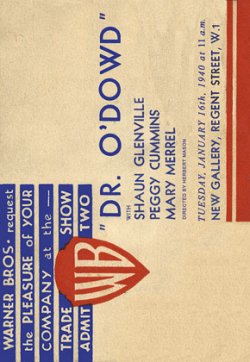 WARNER BROS. request
the PLEASURE of YOUR
COMPANY at the —
TRADE SHOW
ADMIT TWO
WB
"DR. O'DOWD"
WITH
SHAUN GLENVILLE
PEGGY CUMMINS
MARY MERREL
DIRECTED BY HERBERT MASON
TUESDAY, JANUARY 16th, 1940 at 11 a.m.
NEW GALLERY, REGENT STREET, W.1